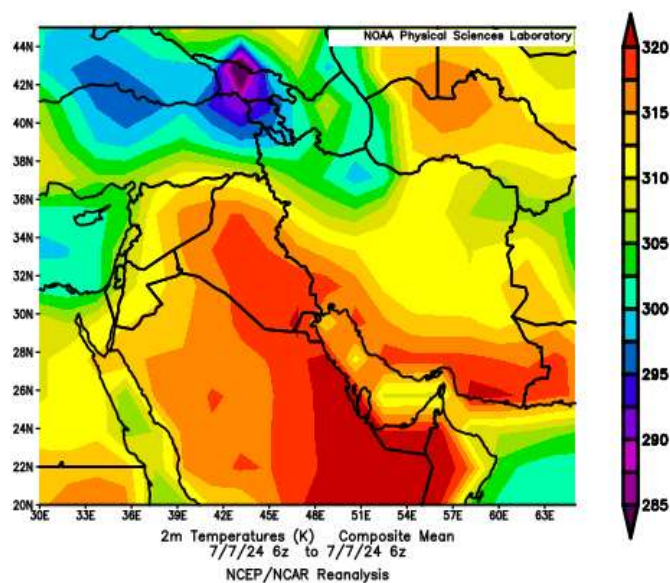 NOAA Physical Sciences Laboratory
44N
42N
40N
38N
36N
34N
32N
30N
28N
26N
24N
22N
20N
30E 33E 36E 39E 42E 45E 48E 51E 54E 57E 60E 63E
320
315
310
305
300
295
290
285
2m Temperatures (K) Composite Mean
7/7/24 6z to 7/7/24 6z
NCEP/NCAR Reanalysis